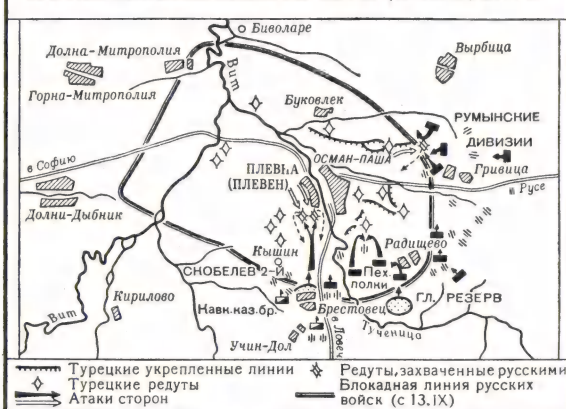 Биволаре
Долна-Митрополия
Вырбица
Горна-Митрополия
Вит
Буковлек
РУМЫНСКИЕ
ДИВИЗИИ
ОСМАН-ПАША
Гривица
в Софию
ПЛЕВНА
(ПЛЕВЕН)
в Русе
Долни-Дыбник
Кышин
Радищево
СКОБЕЛЕВ 2-Й
Пех.
полки
ГЛ. РЕЗЕРВ
Кирилово
Кавк.каз.бр.
Брестовец
Вит
Тученица
Учин-Дол
в Ловеч
Турецкие укрепленные линии
Турецкие редуты
Атаки сторон
Редуты, захваченные русскими
Блокадная линия русских
войск (с 13.IX)